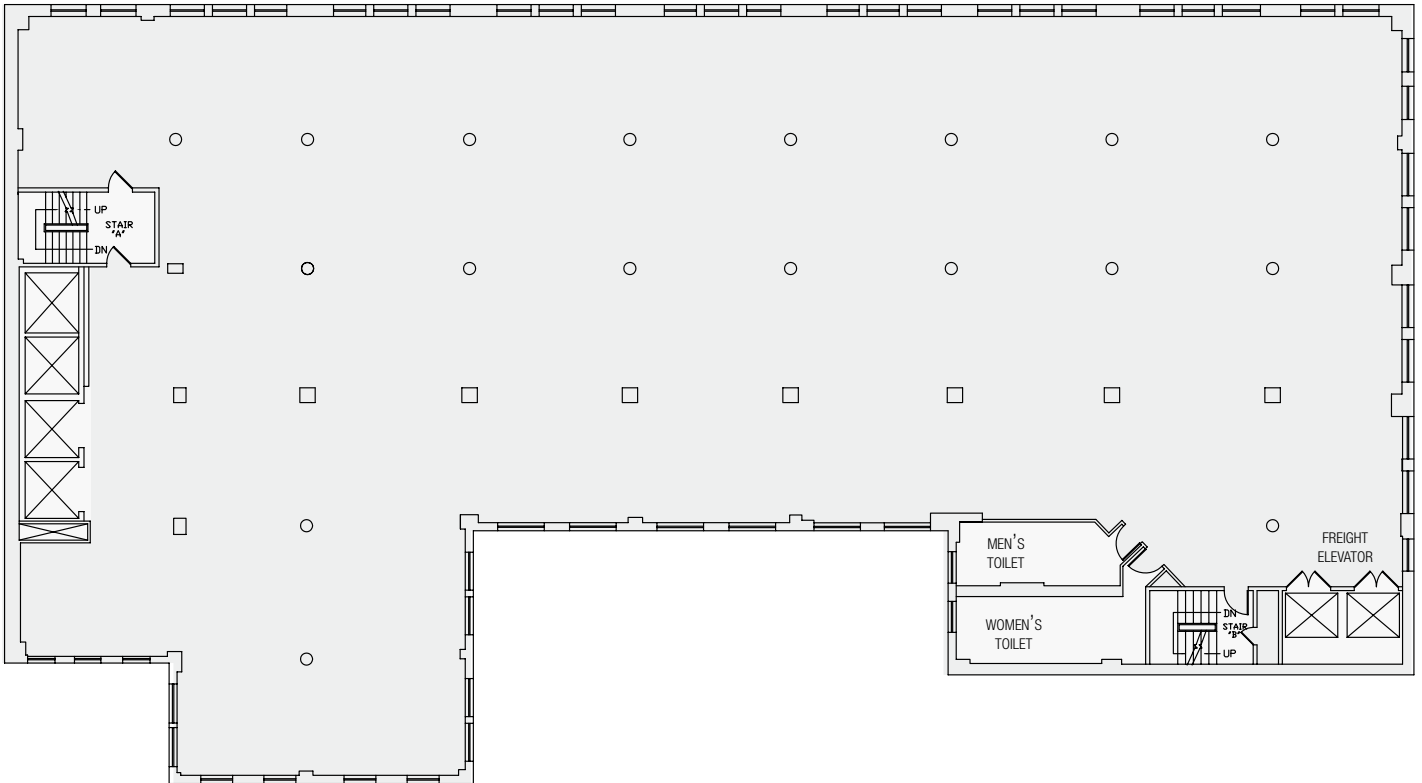 UP
STAIR
"A"
DN
MEN'S
TOILET
FREIGHT
ELEVATOR
WOMEN'S
TOILET
DN
STAIR
"B"
UP